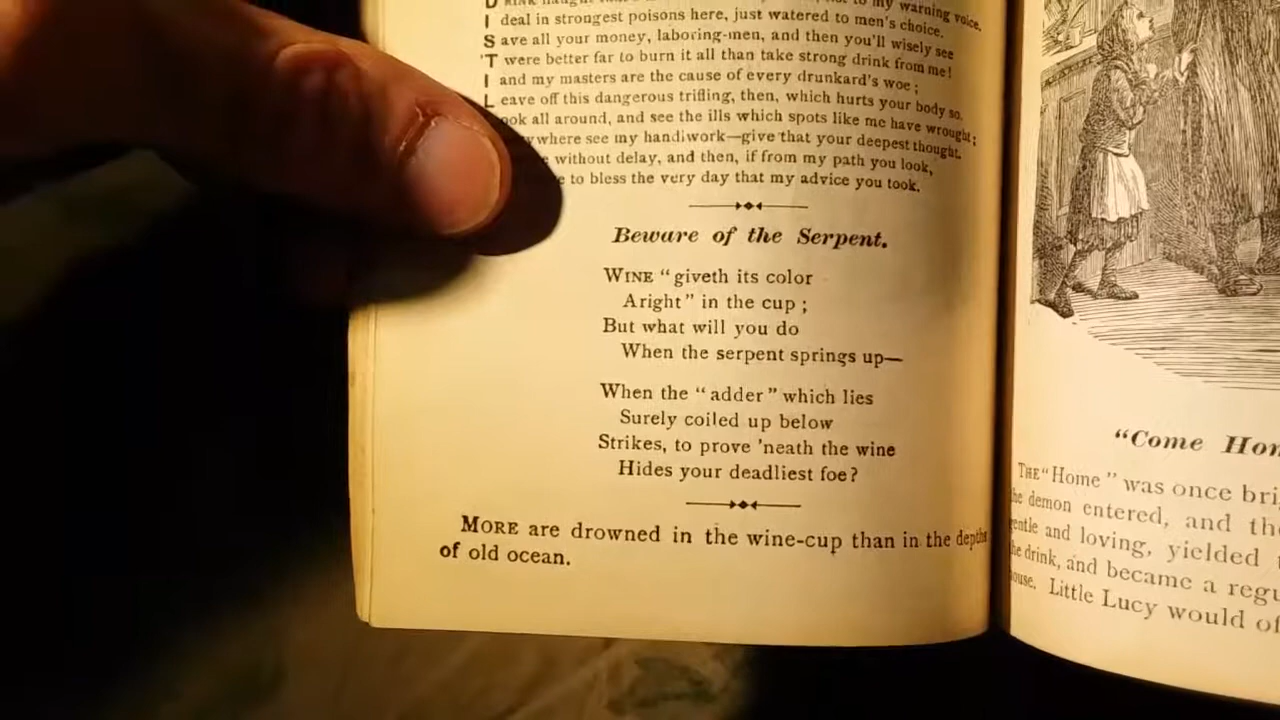 my warning voice,
I deal in strongest poisons here, just watered to men's choice.
Save all your money, laboring-men, and then you'll wisely see
'Twere better far to burn it all than take strong drink from me!
I and my masters are the cause of every drunkard's woe;
Leave off this dangerous trifling, then, which hurts your body so.
ook all around, and see the ills which spots like me have wrought;
where see my handiwork—give that your deepest thought.
without delay, and then, if from my path you look,
to bless the very day that my advice you took.
Beware of the Serpent.
WINE "giveth its color
Aright" in the cup;
But what will you do
When the serpent springs up—
When the "adder" which lies
Surely coiled up below
Strikes, to prove 'neath the wine
Hides your deadliest foe?
MORE are drowned in the wine-cup than in the depths
of old ocean.
"Come Hom
THE "Home" was once bri
he demon entered, and th
gentle and loving, yielded
he drink, and became a regu
ouse. Little Lucy would of